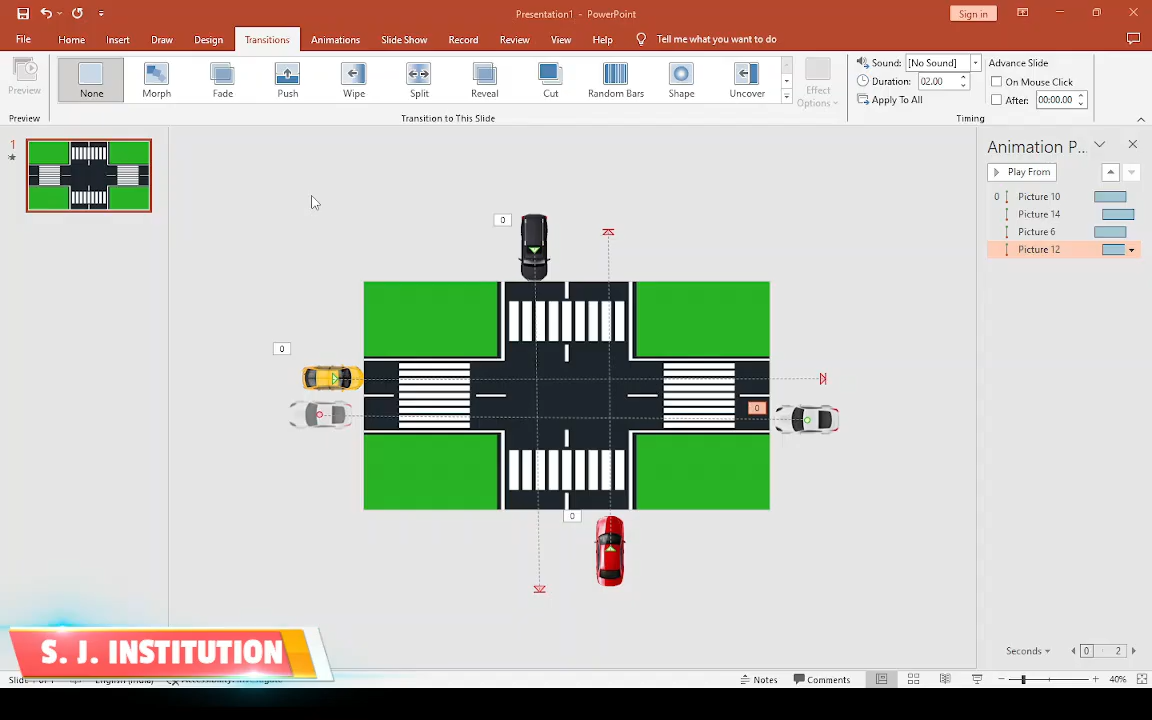 Presentation1 - PowerPoint
Sign in
File Home Insert Draw Design Transitions Animations Slide Show Record Review View Help Tell me what you want to do
Preview
None Morph Fade Push Wipe Split Reveal Cut Random Bars Shape Uncover
Effect
Options
Sound: [No Sound]
Duration: 02.00
Apply To All
Advance Slide
On Mouse Click
After: 00:00.00
Preview Transition to This Slide Timing
1
Animation P...
Play From
0 Picture 10
Picture 14
Picture 6
Picture 12
0
0
0
0
S. J. INSTITUTION
Seconds 0 2
Notes Comments 40%